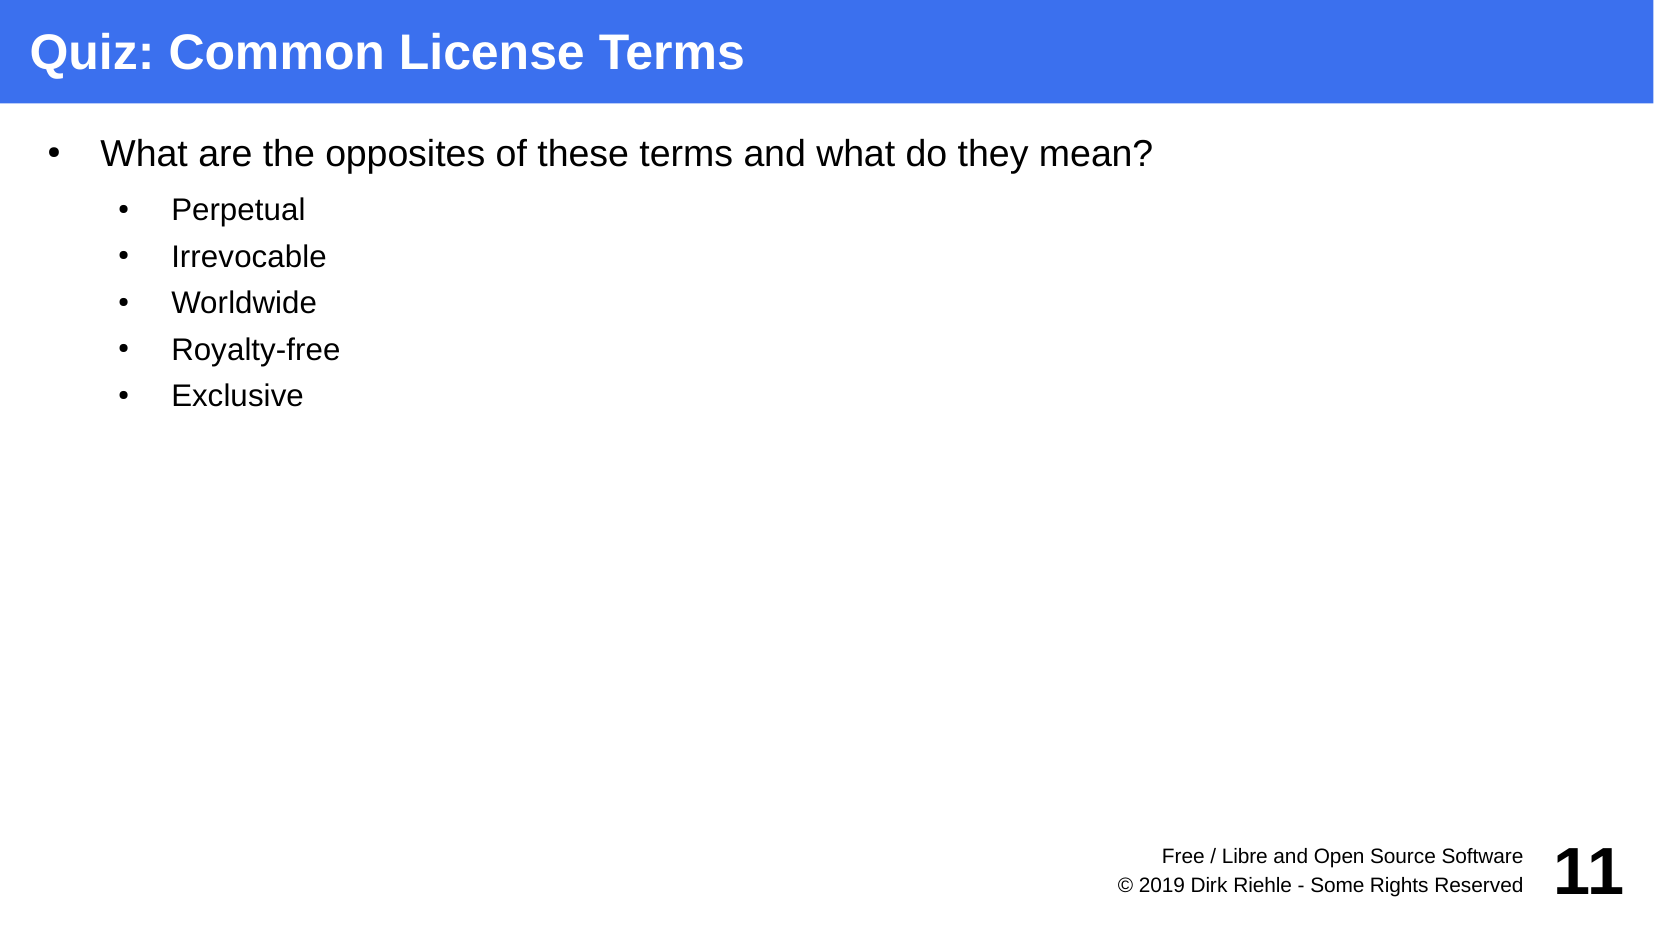 Quiz: Common License Terms
• What are the opposites of these terms and what do they mean?
• Perpetual
• Irrevocable
• Worldwide
• Royalty-free
• Exclusive
Free / Libre and Open Source Software
© 2019 Dirk Riehle - Some Rights Reserved
11